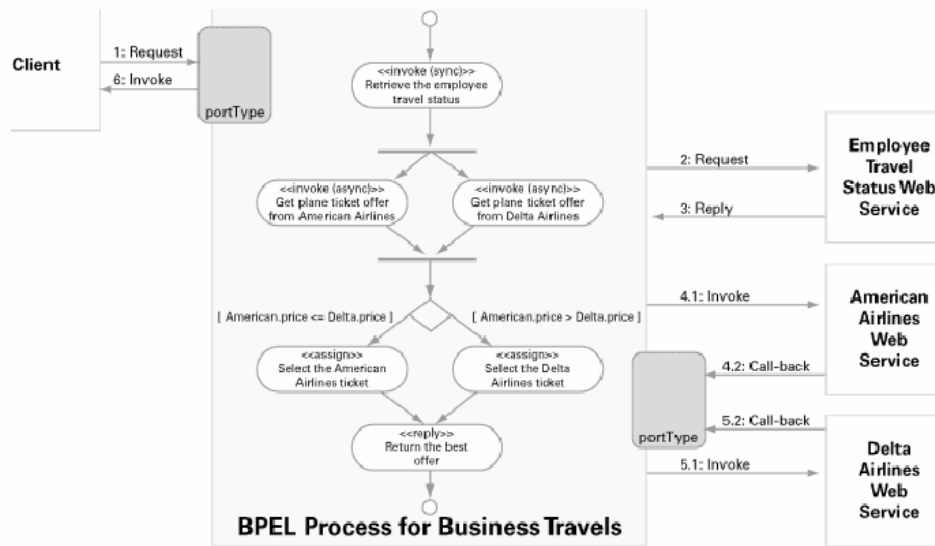 Client
1: Request
6: Invoke
portType
<<invoke (sync)>>
Retrieve the employee
travel status
<<invoke (async)>>
Get plane ticket offer
from American Airlines
<<invoke (async)>>
Get plane ticket offer
from Delta Airlines
[ American.price <= Delta.price ]
[ American.price > Delta.price ]
<<assign>>
Select the American
Airlines ticket
<<assign>>
Select the Delta
Airlines ticket
<<reply>>
Return the best
offer
BPEL Process for Business Travels
2: Request
3: Reply
Employee
Travel
Status Web
Service
4.1: Invoke
4.2: Call-back
American
Airlines
Web
Service
portType
5.2: Call-back
5.1: Invoke
Delta
Airlines
Web
Service